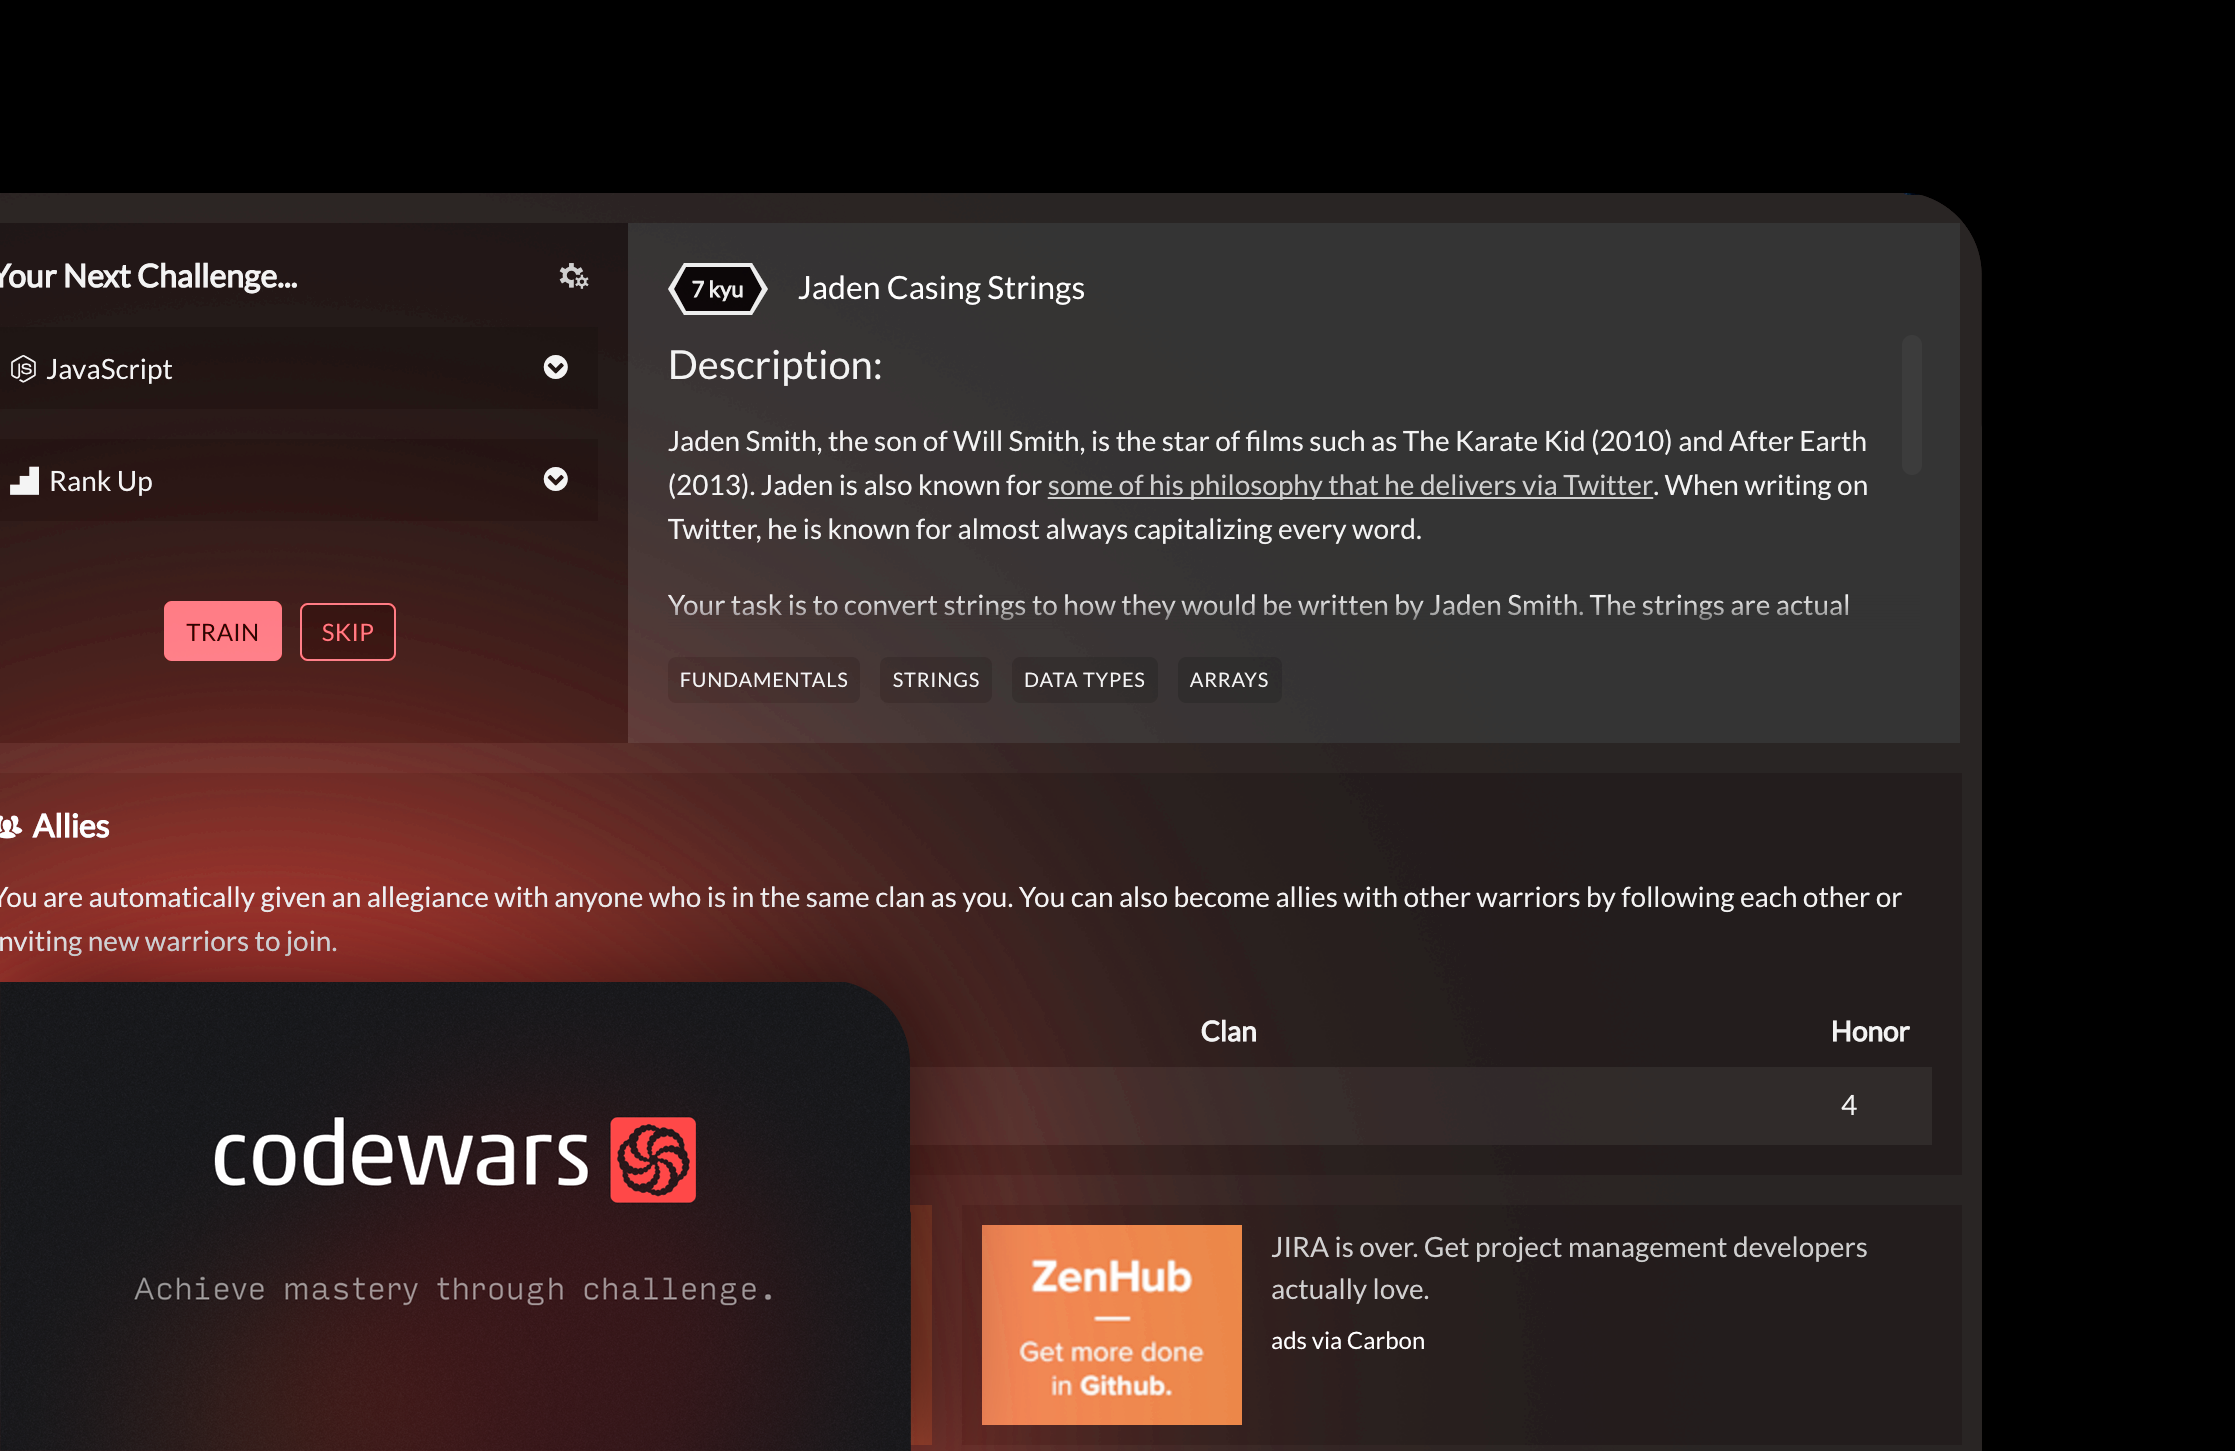 Your Next Challenge...
JavaScript
Rank Up
TRAIN
SKIP
7 kyu
Jaden Casing Strings
Description:
Jaden Smith, the son of Will Smith, is the star of films such as The Karate Kid (2010) and After Earth
(2013). Jaden is also known for some of his philosophy that he delivers via Twitter. When writing on
Twitter, he is known for almost always capitalizing every word.
Your task is to convert strings to how they would be written by Jaden Smith. The strings are actual
FUNDAMENTALS
STRINGS
DATA TYPES
ARRAYS
Allies
You are automatically given an allegiance with anyone who is in the same clan as you. You can also become allies with other warriors by following each other or
nviting new warriors to join.
Clan
Honor
4
codewars
Achieve mastery through challenge.
ZenHub
Get more done
in Github.
JIRA is over. Get project management developers
actually love.
ads via Carbon